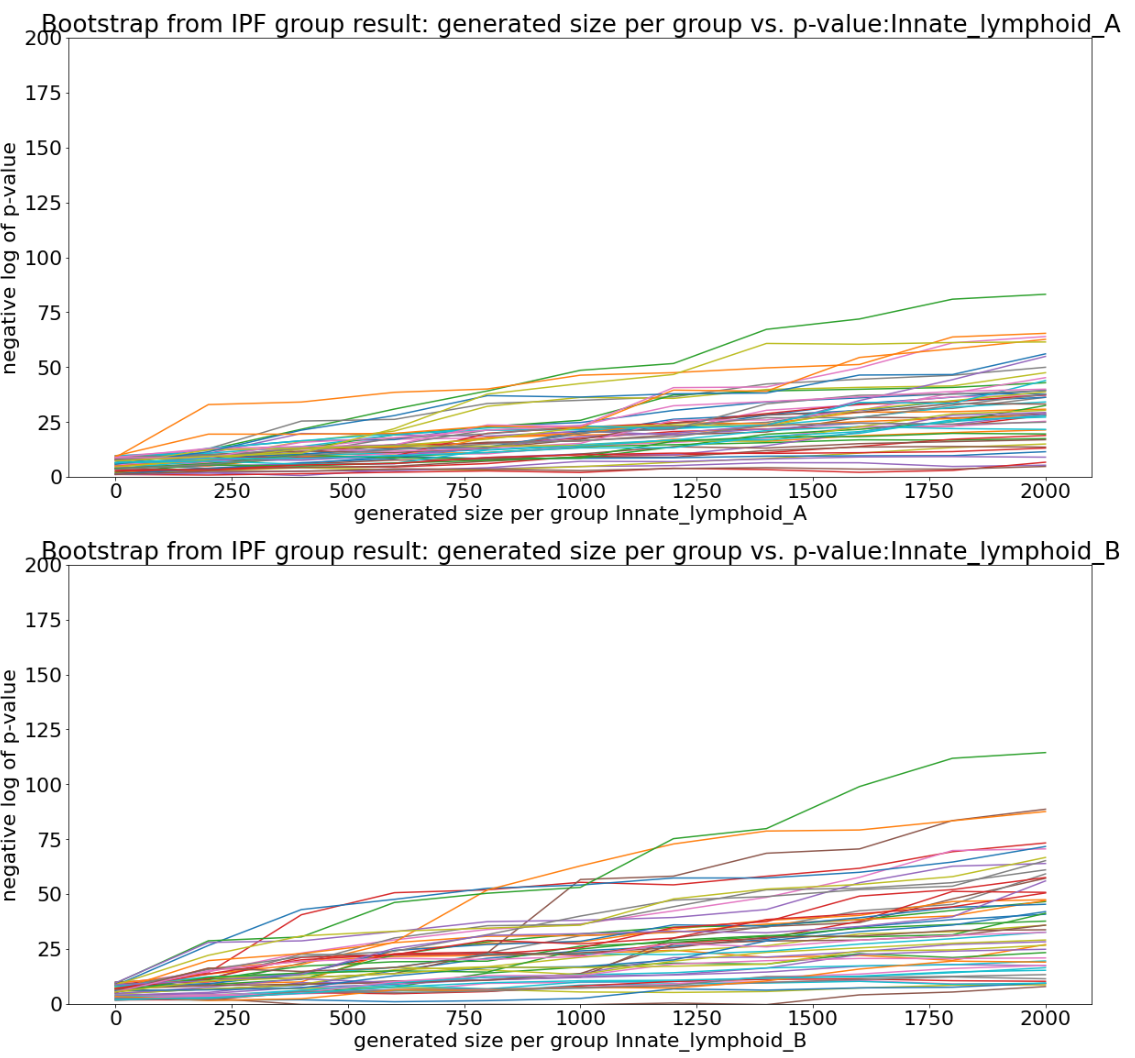 Bootstrap from IPF group result: generated size per group vs. p-value:Innate_lymphoid_A
200
175
150
125
100
75
50
25
0
negative log of p-value
0 250 500 750 1000 1250 1500 1750 2000
generated size per group Innate_lymphoid_A
Bootstrap from IPF group result: generated size per group vs. p-value:Innate_lymphoid_B
200
175
150
125
100
75
50
25
0
negative log of p-value
0 250 500 750 1000 1250 1500 1750 2000
generated size per group Innate_lymphoid_B